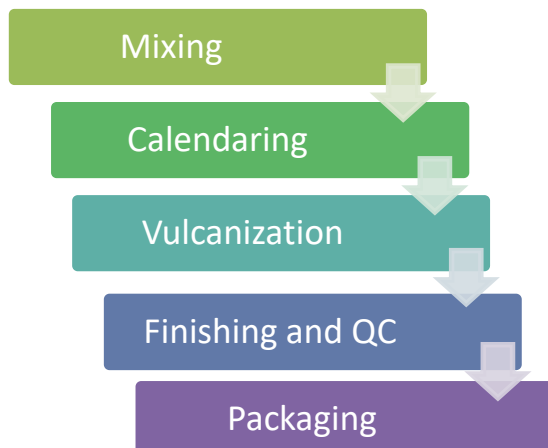 Mixing
Calendaring
Vulcanization
Finishing and QC
Packaging